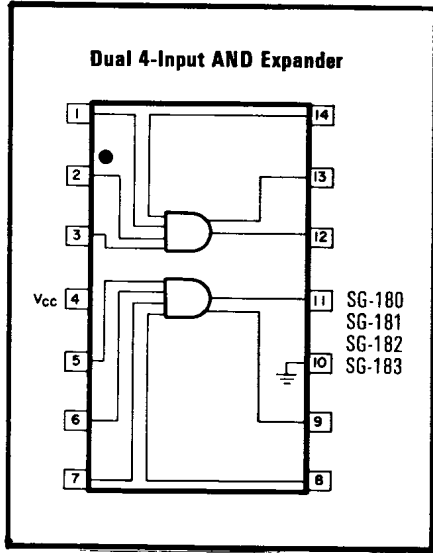 Dual 4-Input AND Expander
1
14
2
13
3
12
VCC 4
11 SG-180
SG-181
SG-182
5
10 SG-183
6
9
7
8